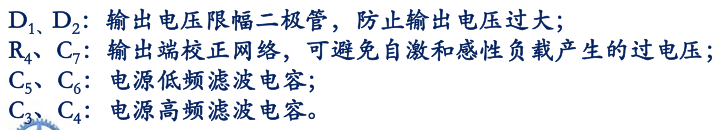 D₁、D₂：输出电压限幅二极管，防止输出电压过大；
R₄、C₇：输出端校正网络，可避免自激和感性负载产生的过电压；
C₅、C₆：电源低频滤波电容；
C₃、C₄：电源高频滤波电容。